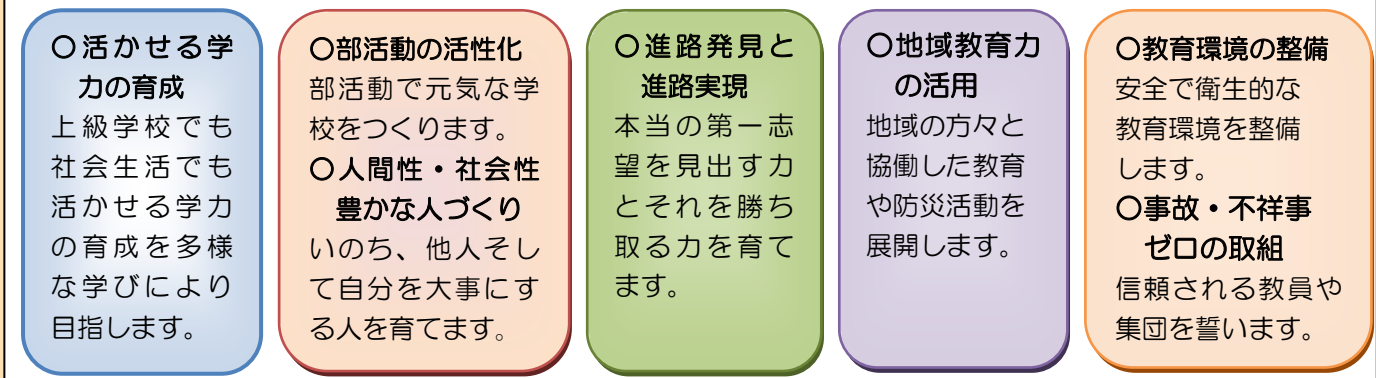 〇活かせる学
力の育成
上級学校でも
社会生活でも
活かせる学力
の育成を多様
な学びにより
目指します。
〇部活動の活性化
部活動で元気な学
校をつくります。
〇人間性・社会性
豊かな人づくり
いのち、他人そし
て自分を大事にす
る人を育てます。
〇進路発見と
進路実現
本当の第一志
望を見出す力
とそれを勝ち
取る力を育て
ます。
〇地域教育力
の活用
地域の方々と
協働した教育
や防災活動を
展開します。
〇教育環境の整備
安全で衛生的な
教育環境を整備
します。
〇事故・不祥事
ゼロの取組
信頼される教員や
集団を誓います。